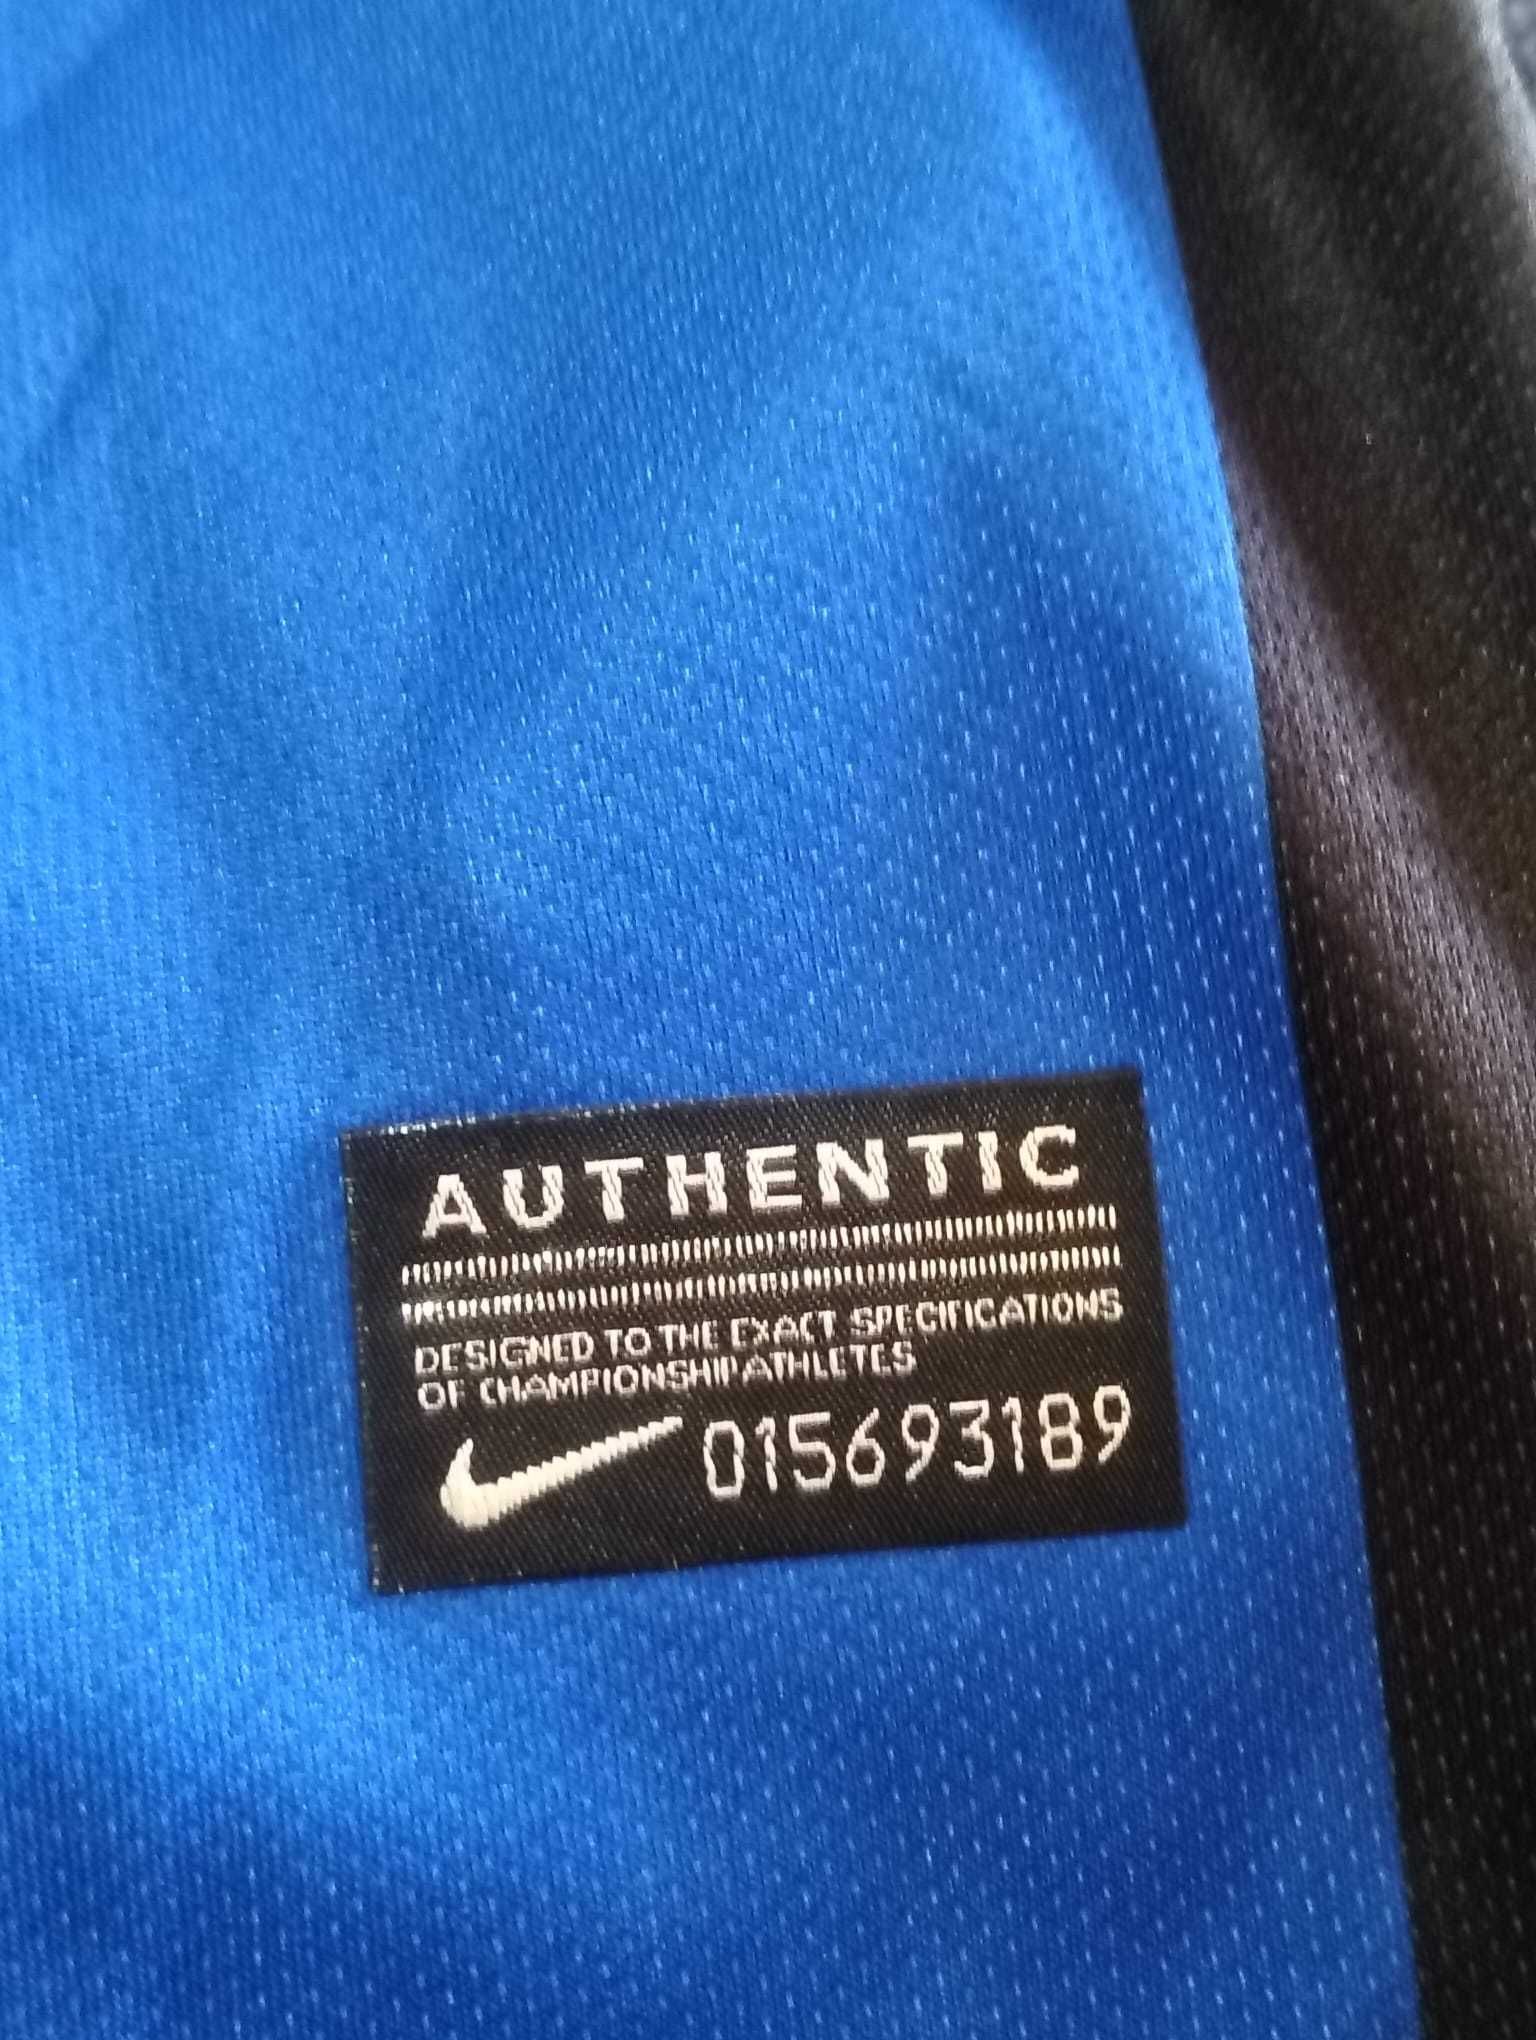 AUTHENTIC
DESIGNED TO THE EXACT SPECIFICATIONS
OF CHAMPIONSHIP ATHLETES
015693189